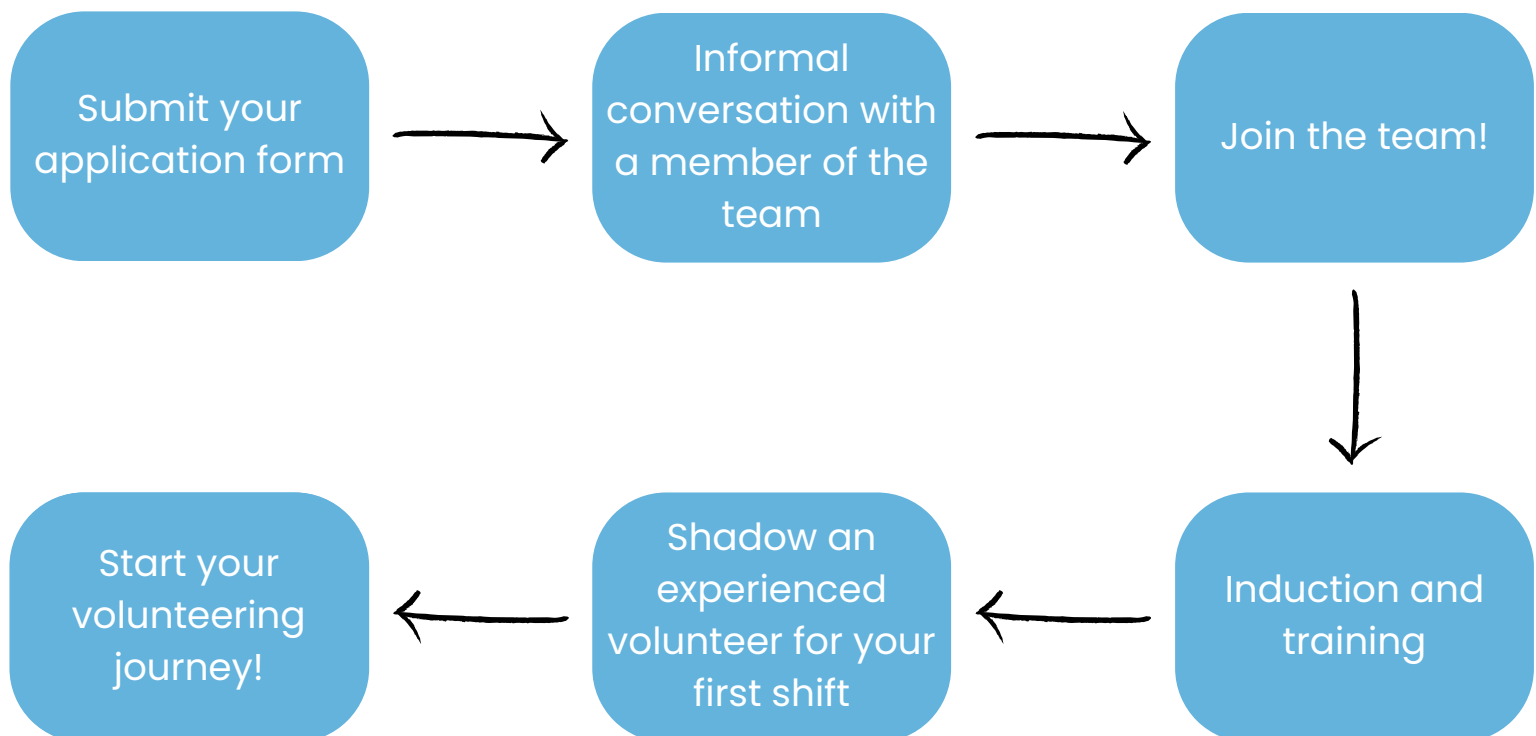 Submit your
application form
Informal
conversation with
a member of the
team
Join the team!
Induction and
training
Shadow an
experienced
volunteer for your
first shift
Start your
volunteering
journey!